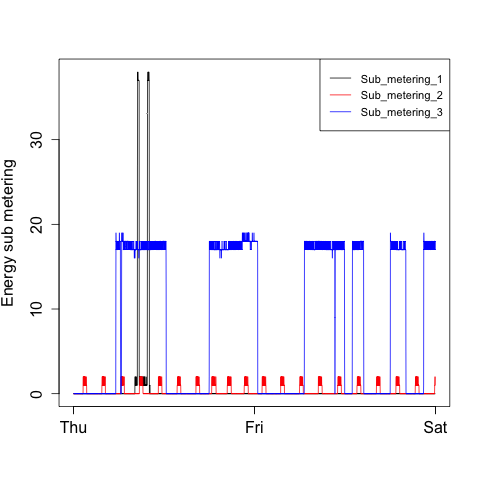 Sub_metering_1
Sub_metering_2
Sub_metering_3
Energy sub metering
30
20
10
0
Thu Fri Sat